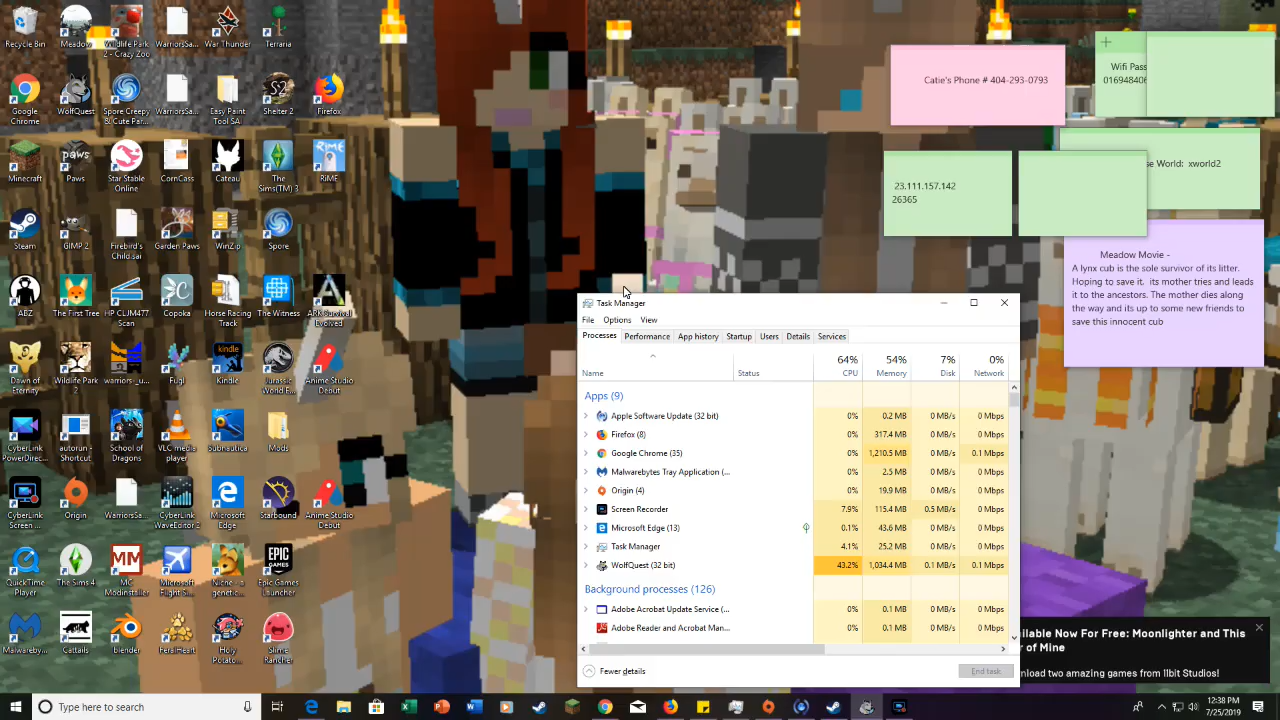 Recycle Bin
Meadow
Wildlife Park
2 - Crazy Zoo
WarriorsSa...
War Thunder
Terraria
Google
Chrome
WolfQuest
Spore Creepy
& Cute Par...
WarriorsSa...
Easy Paint
Tool SAI
Shelter 2
Firefox
Minecraft
Paws
Star Stable
Online
CornCass
Cateau
The
Sims(TM) 3
RiME
Steam
GIMP 2
Firebird's
Child.sai
Garden Paws
WinZip
Spore
ABZ
The First Tree
HP CLJM477
Scan
Copoka
Horse Racing
Track
The Witness
ARK Survival
Evolved
Dawn of
Eternity
Wildlife Park
2
warriors-_u...
Fugl
Kindle
Jurassic
World E...
Anime Studio
Debut
CyberLink
PowerDirec...
autorun -
Shortcut
School of
Dragons
VLC media
player
Subnautica
Mods
CyberLink
Screen ...
Origin
WarriorsSa...
CyberLink
WaveEditor 2
Microsoft
Edge
Starbound
Anime Studio
Debut
QuickTime
Player
The Sims 4
MC
Modinstaller
Microsoft
Flight Si...
Niche - a
genetic...
Epic Games
Launcher
Malwareby...
Cattails
blender
FeralHeart
Holy
Potato...
Slime
Rancher
Catie's Phone # 404-293-0793
Wifi Pass
016948406
23.111.157.142
26365
se World: xworld2
Meadow Movie -
A lynx cub is the sole survivor of its litter.
Hoping to save it. its mother tries and leads
it to the ancestors. The mother dies along
the way and its up to some new friends to
save this innocent cub
Task Manager
File Options View
Processes Performance App history Startup Users Details Services
64% 54% 7% 0%
Name Status CPU Memory Disk Network
Apps (9)
Apple Software Update (32 bit) 0% 0.2 MB 0 MB/s 0 Mbps
Firefox (8) 0% 317.4 MB 0 MB/s 0 Mbps
Google Chrome (35) 0% 1,210.5 MB 0 MB/s 0.1 Mbps
Malwarebytes Tray Application (... 0% 2.5 MB 0 MB/s 0 Mbps
Origin (4) 0% 19.9 MB 0 MB/s 0 Mbps
Screen Recorder 7.9% 115.4 MB 0.5 MB/s 0 Mbps
Microsoft Edge (13) 0.1% 43.6 MB 0 MB/s 0 Mbps
Task Manager 4.1% 25.2 MB 0 MB/s 0 Mbps
WolfQuest (32 bit) 43.2% 1,034.4 MB 0.1 MB/s 0.1 Mbps
Background processes (126)
Adobe Acrobat Update Service (... 0% 0.1 MB 0 MB/s 0 Mbps
Adobe Reader and Acrobat Man... 0% 0.1 MB 0 MB/s 0 Mbps
Fewer details
End task
ilable Now For Free: Moonlighter and This
r of Mine
nload two amazing games from 11bit Studios!
Type here to search
12:38 PM
7/25/2019